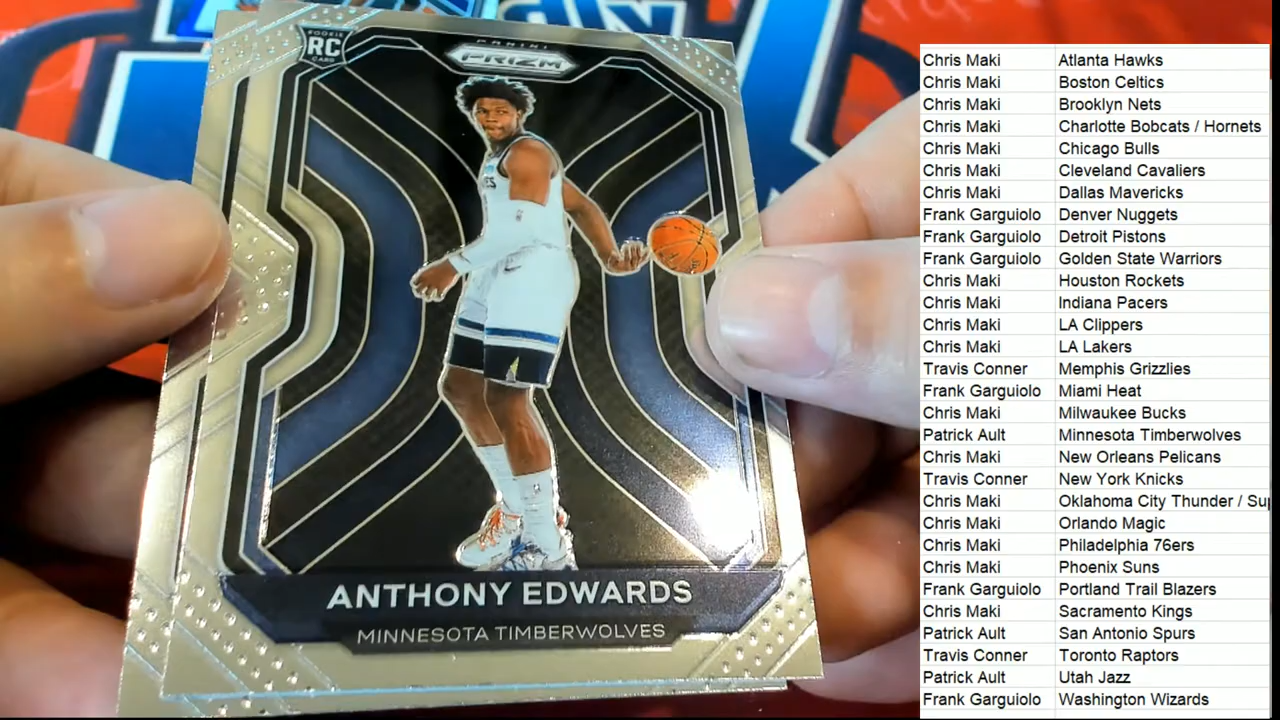 ROOKIE
RC
CARD
PANINI
PRIZM
ANTHONY EDWARDS
MINNESOTA TIMBERWOLVES
Chris Maki Atlanta Hawks
Chris Maki Boston Celtics
Chris Maki Brooklyn Nets
Chris Maki Charlotte Bobcats / Hornets
Chris Maki Chicago Bulls
Chris Maki Cleveland Cavaliers
Chris Maki Dallas Mavericks
Frank Garguiolo Denver Nuggets
Frank Garguiolo Detroit Pistons
Frank Garguiolo Golden State Warriors
Chris Maki Houston Rockets
Chris Maki Indiana Pacers
Chris Maki LA Clippers
Chris Maki LA Lakers
Travis Conner Memphis Grizzlies
Frank Garguiolo Miami Heat
Chris Maki Milwaukee Bucks
Patrick Ault Minnesota Timberwolves
Chris Maki New Orleans Pelicans
Travis Conner New York Knicks
Chris Maki Oklahoma City Thunder / Su
Chris Maki Orlando Magic
Chris Maki Philadelphia 76ers
Chris Maki Phoenix Suns
Frank Garguiolo Portland Trail Blazers
Chris Maki Sacramento Kings
Patrick Ault San Antonio Spurs
Travis Conner Toronto Raptors
Patrick Ault Utah Jazz
Frank Garguiolo Washington Wizards